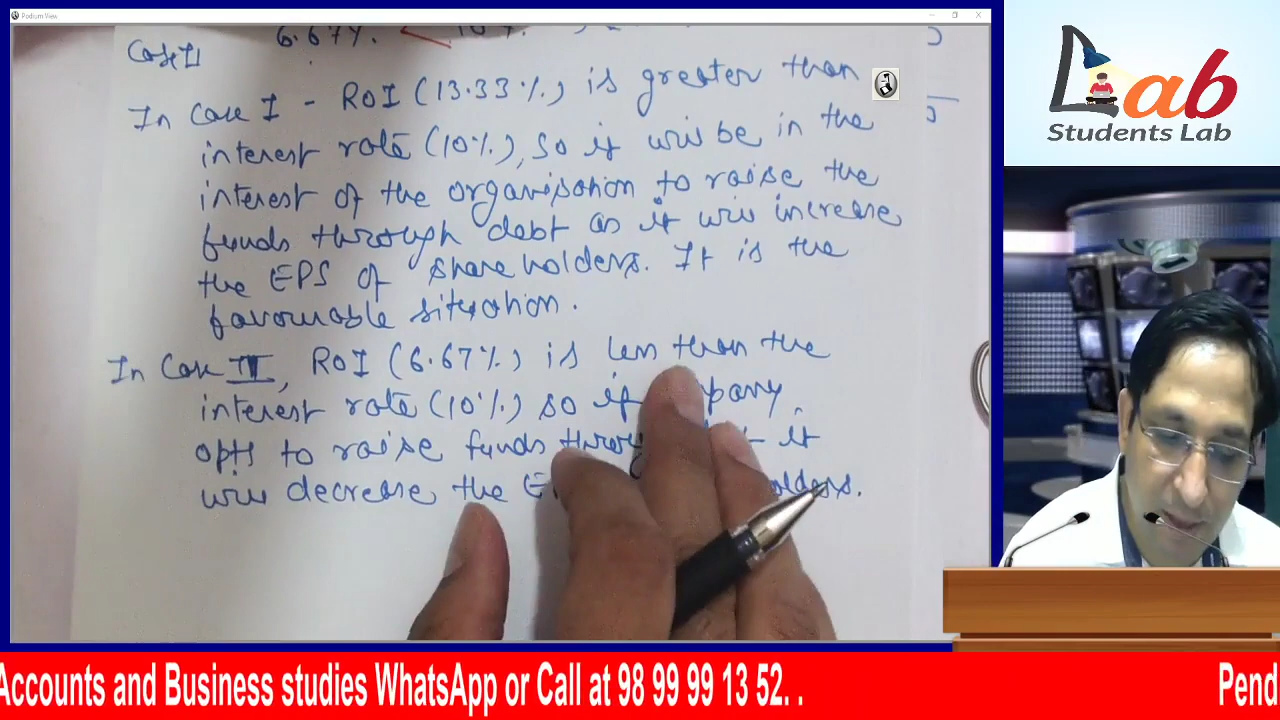 Podium View
Case II 6.67%. 10%.
In Case I - RoI (13.33%.) is greater than
interest rate (10%.), so it will be in the
interest of the organisation to raise the
funds through debt as it will increase
the EPS of share holders. It is the
favourable situation.
In Case II, RoI (6.67%.) is less than the
interest rate (10%.) so if
opts to raise funds it
will decrease the
Lab
Students Lab
Accounts and Business studies WhatsApp or Call at 98 99 99 13 52. . Pend